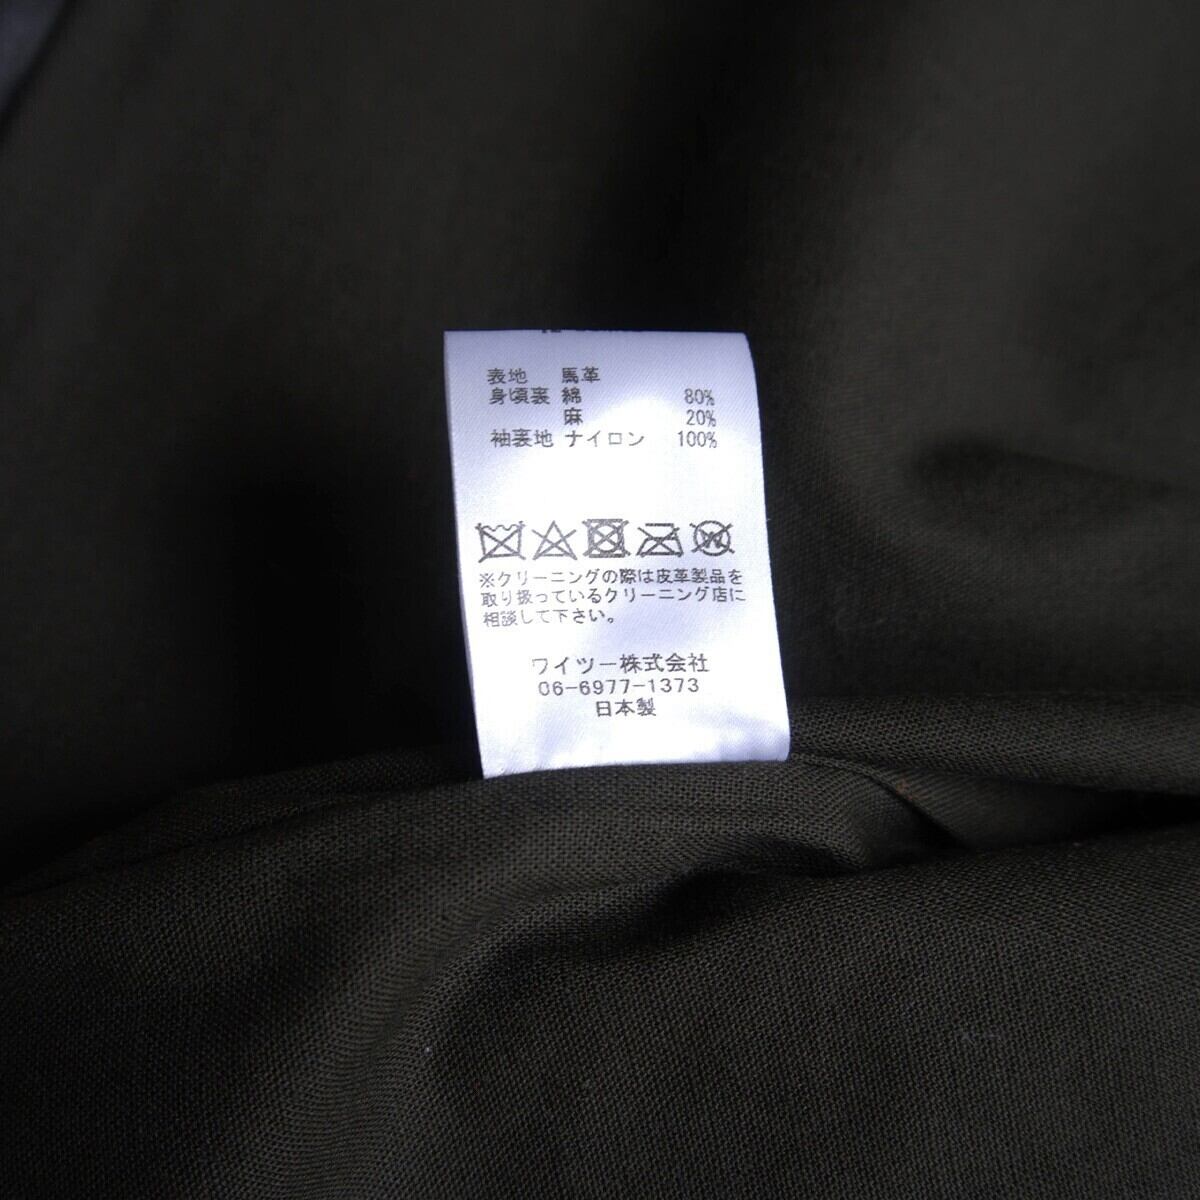 表地 馬革
身頃裏 綿 80%
麻 20%
袖裏地 ナイロン 100%
※クリーニングの際は皮革製品を
取り扱っているクリーニング店に
相談して下さい。
ワイツー株式会社
06-6977-1373
日本製